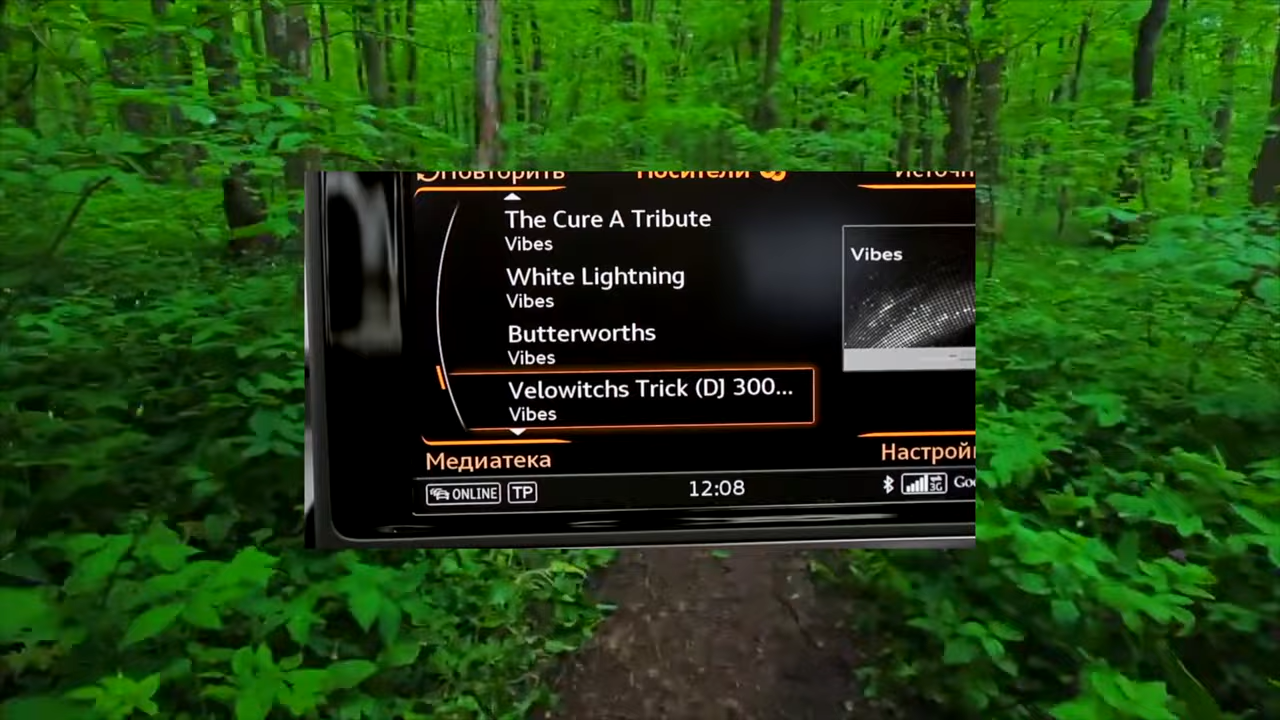 Повторить Носители
The Cure A Tribute
Vibes
White Lightning
Vibes
Butterworths
Vibes
Velowitchs Trick (DJ 300...
Vibes
Vibes
Медиатека
ONLINE TP 12:08 3G